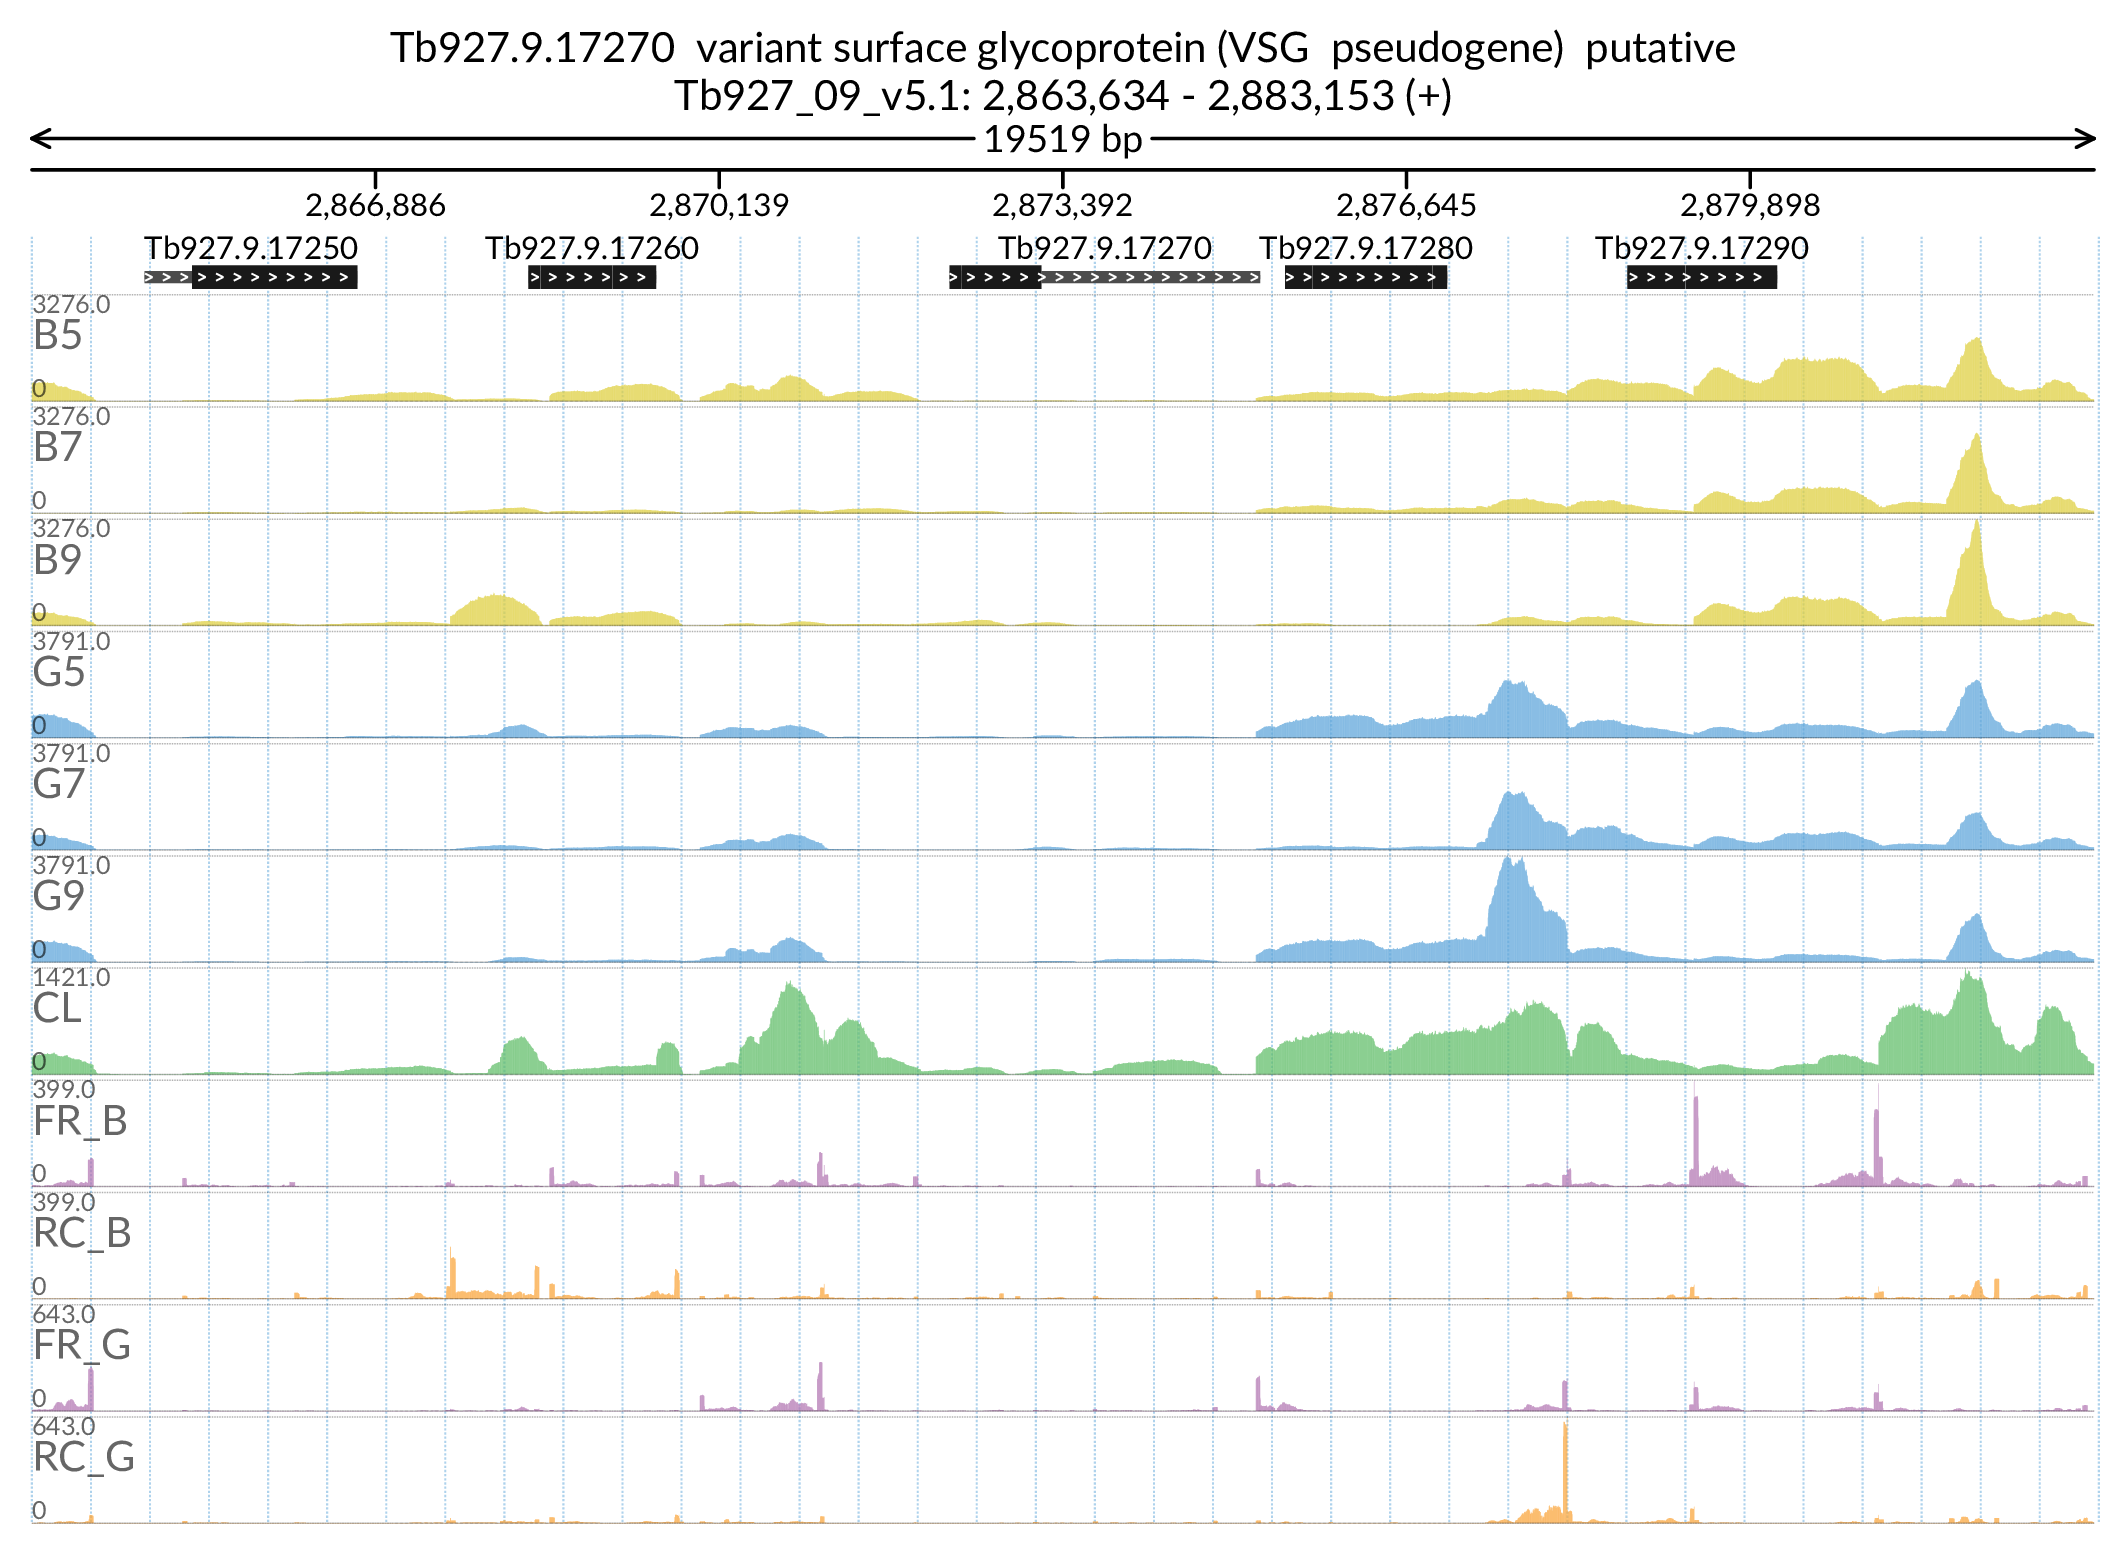 Tb927.9.17270  variant surface glycoprotein (VSG  pseudogene)  putative
Tb927_09_v5.1: 2,863,634 - 2,883,153 (+)
19519 bp
2,866,886 2,870,139 2,873,392 2,876,645 2,879,898
Tb927.9.17250 Tb927.9.17260 Tb927.9.17270 Tb927.9.17280 Tb927.9.17290
3276.0
B5
0
3276.0
B7
0
3276.0
B9
0
3791.0
G5
0
3791.0
G7
0
3791.0
G9
0
1421.0
CL
0
399.0
FR_B
0
399.0
RC_B
0
643.0
FR_G
0
643.0
RC_G
0